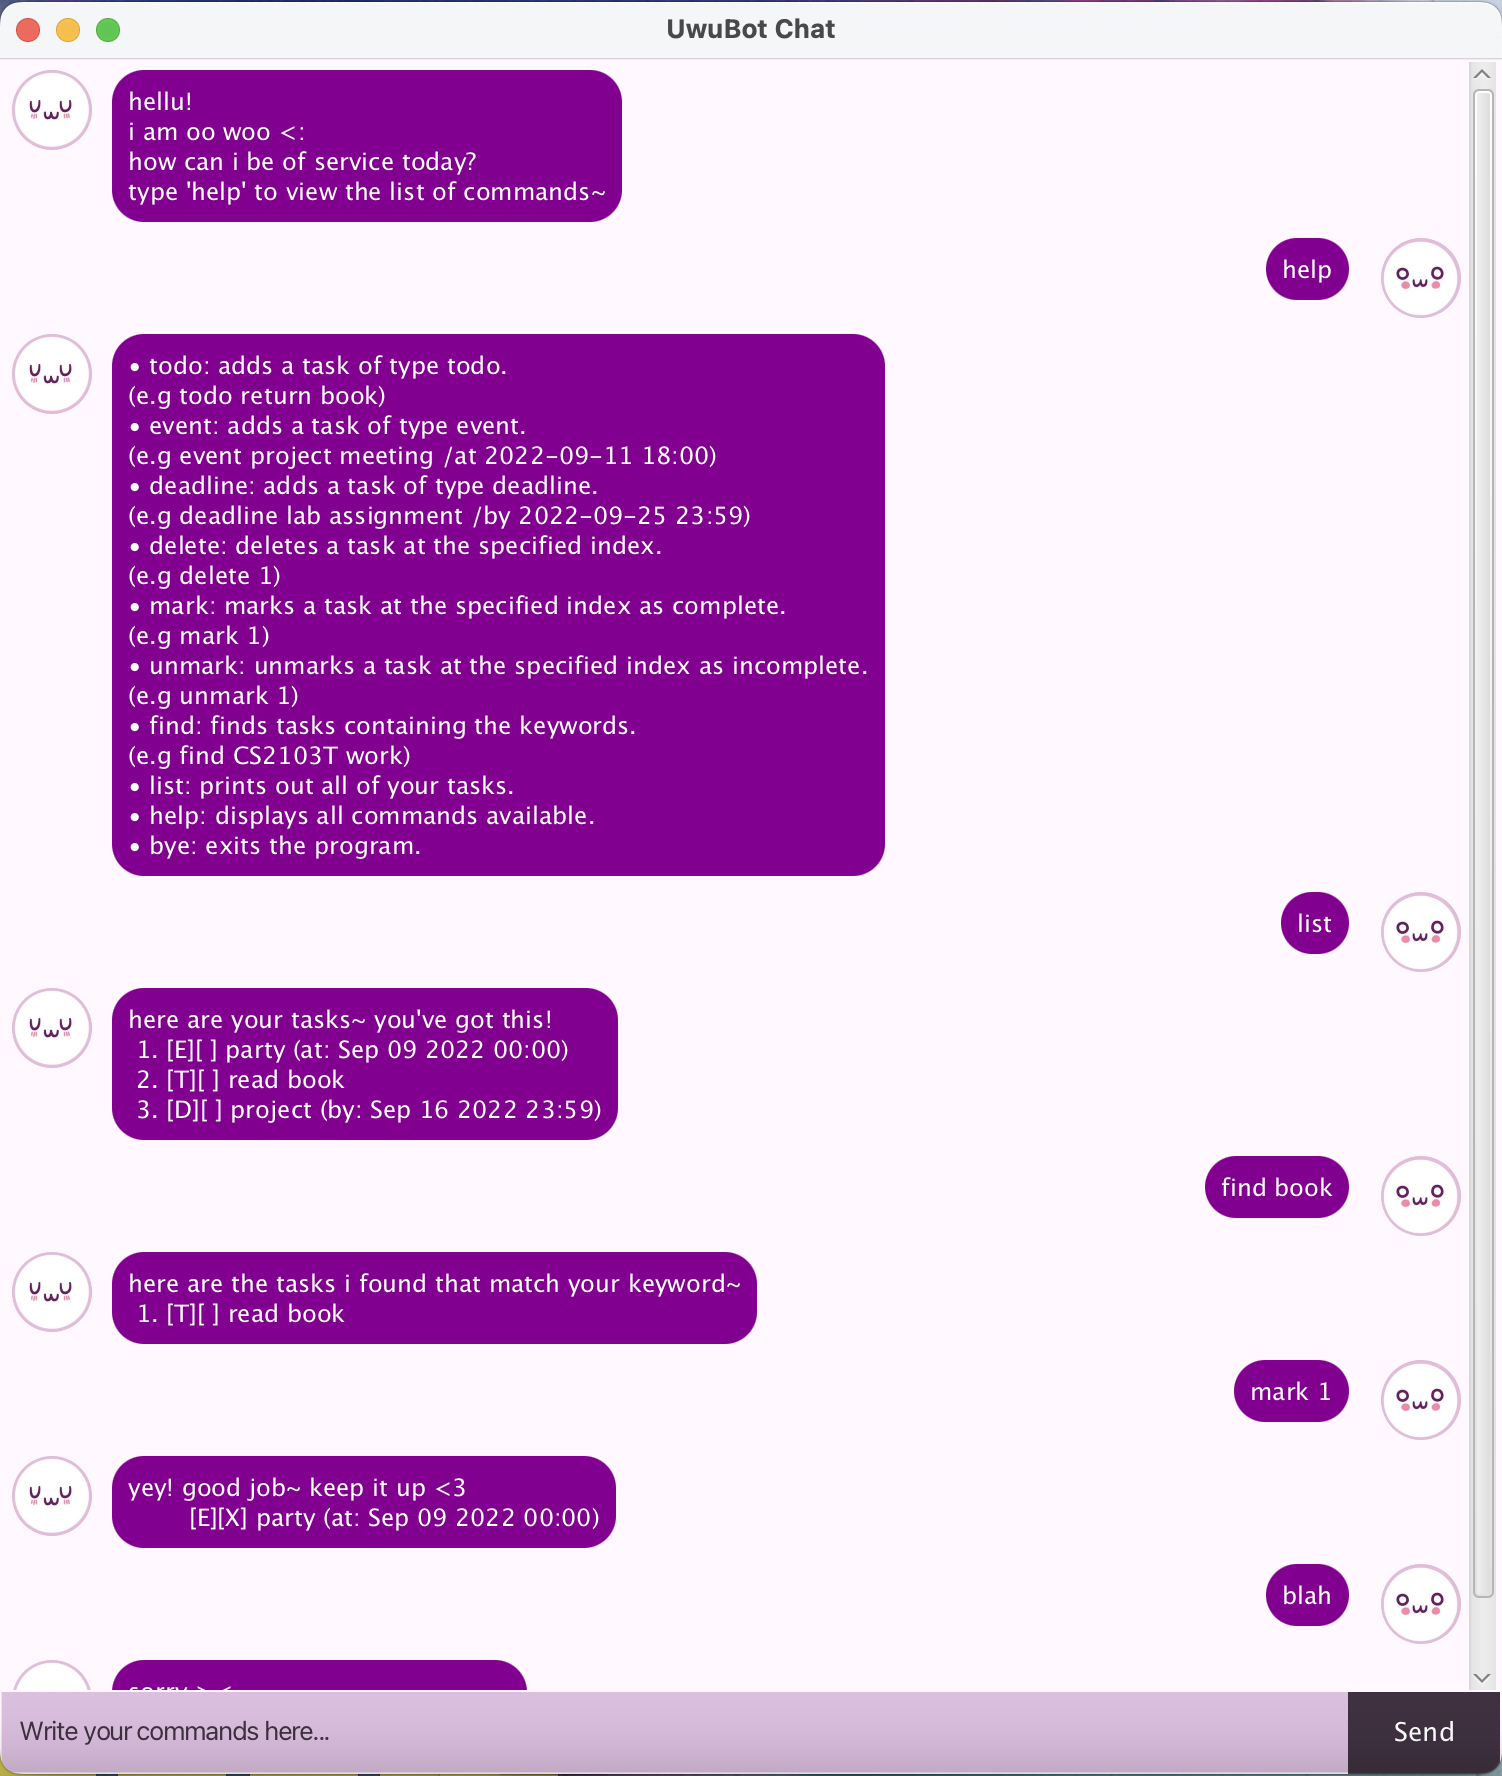 UwuBot Chat
hellu!
i am oo woo <:
how can i be of service today?
type 'help' to view the list of commands~
help
• todo: adds a task of type todo.
(e.g todo return book)
• event: adds a task of type event.
(e.g event project meeting /at 2022-09-11 18:00)
• deadline: adds a task of type deadline.
(e.g deadline lab assignment /by 2022-09-25 23:59)
• delete: deletes a task at the specified index.
(e.g delete 1)
• mark: marks a task at the specified index as complete.
(e.g mark 1)
• unmark: unmarks a task at the specified index as incomplete.
(e.g unmark 1)
• find: finds tasks containing the keywords.
(e.g find CS2103T work)
• list: prints out all of your tasks.
• help: displays all commands available.
• bye: exits the program.
list
here are your tasks~ you've got this!
1. [E][ ] party (at: Sep 09 2022 00:00)
2. [T][ ] read book
3. [D][ ] project (by: Sep 16 2022 23:59)
find book
here are the tasks i found that match your keyword~
1. [T][ ] read book
mark 1
yey! good job~ keep it up <3
[E][X] party (at: Sep 09 2022 00:00)
blah
Write your commands here...
Send